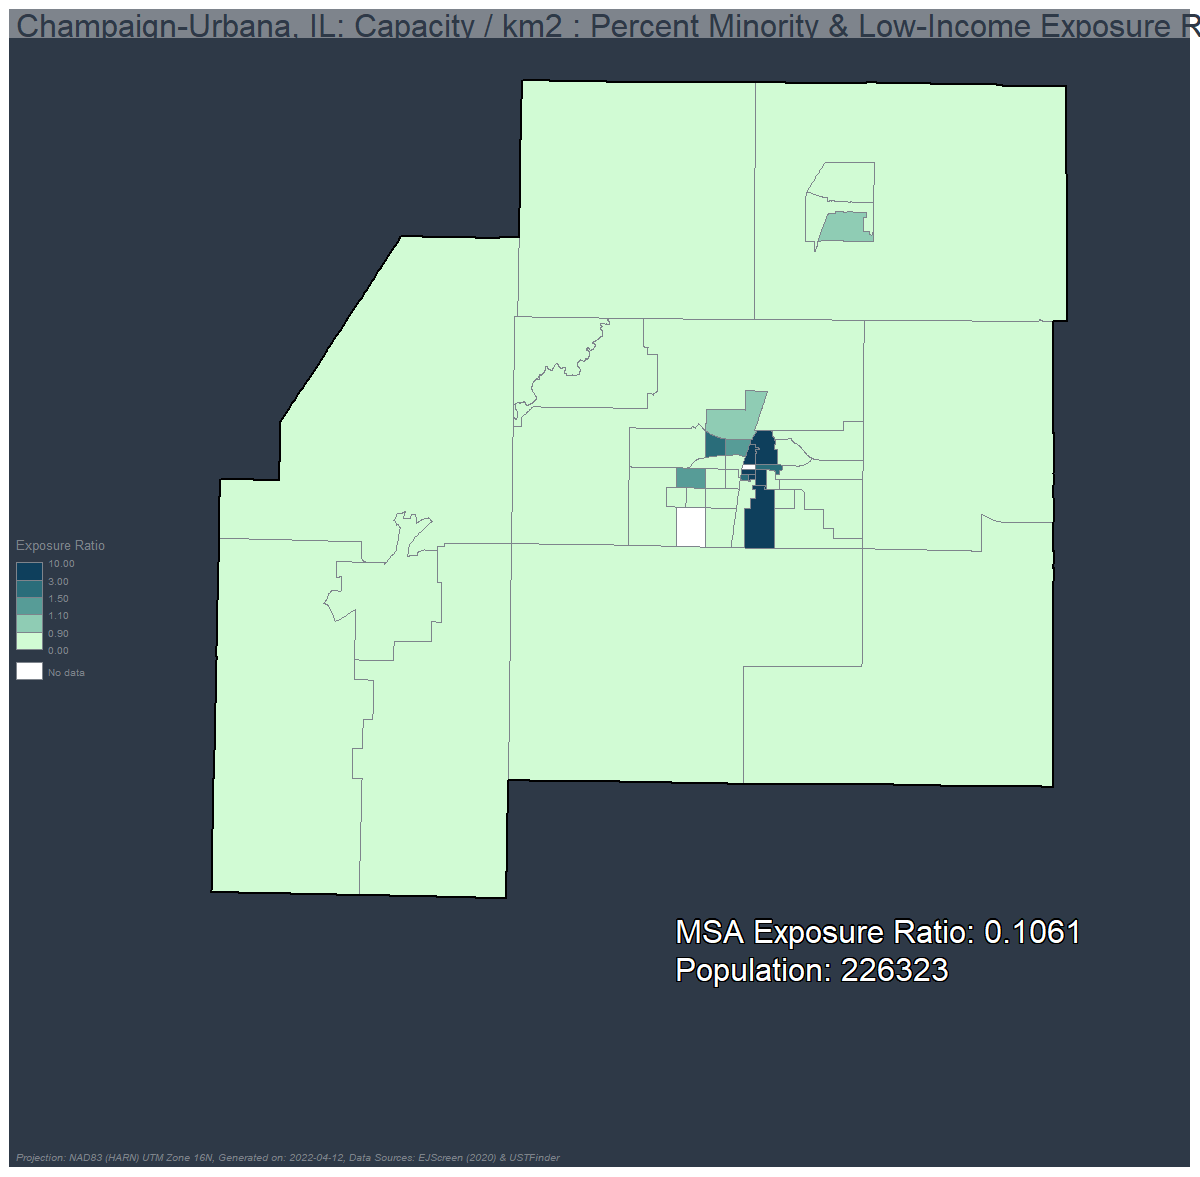 Champaign-Urbana, IL: Capacity / km2 : Percent Minority & Low-Income Exposure R
Exposure Ratio
10.00
3.00
1.50
1.10
0.90
0.00
No data
MSA Exposure Ratio: 0.1061
Population: 226323
Projection: NAD83 (HARN) UTM Zone 16N, Generated on: 2022-04-12, Data Sources: EJScreen (2020) & USTFinder